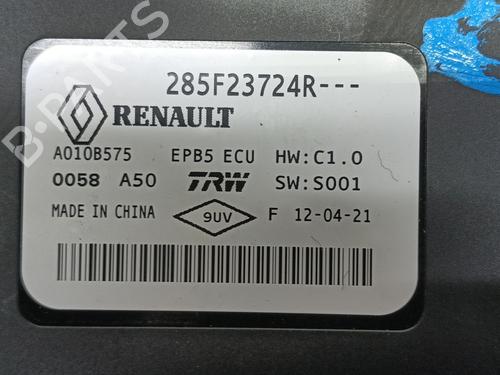 285F23724R---
RENAULT
A010B575 EPB5 ECU HW:C1.0
0058 A50 TRW SW:S001
MADE IN CHINA 9UV F 12-04-21
B-PARTS